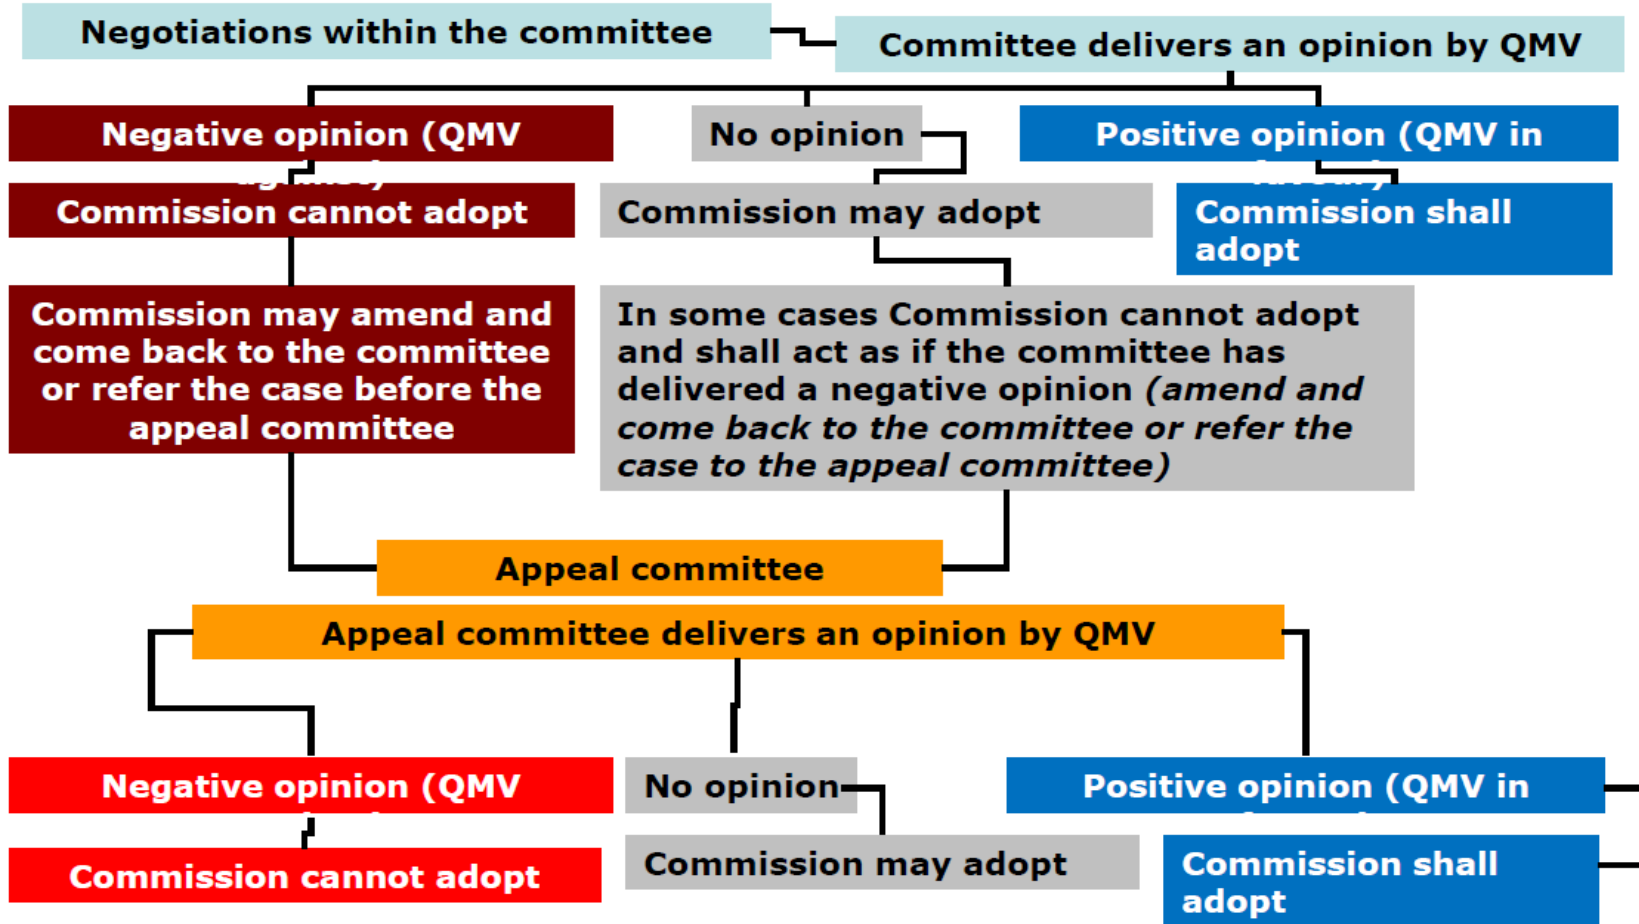 Negotiations within the committee
Committee delivers an opinion by QMV
Negative opinion (QMV
No opinion
Positive opinion (QMV in
Commission cannot adopt
Commission may adopt
Commission shall
adopt
Commission may amend and
come back to the committee
or refer the case before the
appeal committee
In some cases Commission cannot adopt
and shall act as if the committee has
delivered a negative opinion (amend and
come back to the committee or refer the
case to the appeal committee)
Appeal committee
Appeal committee delivers an opinion by QMV
Negative opinion (QMV
No opinion
Positive opinion (QMV in
Commission cannot adopt
Commission may adopt
Commission shall
adopt